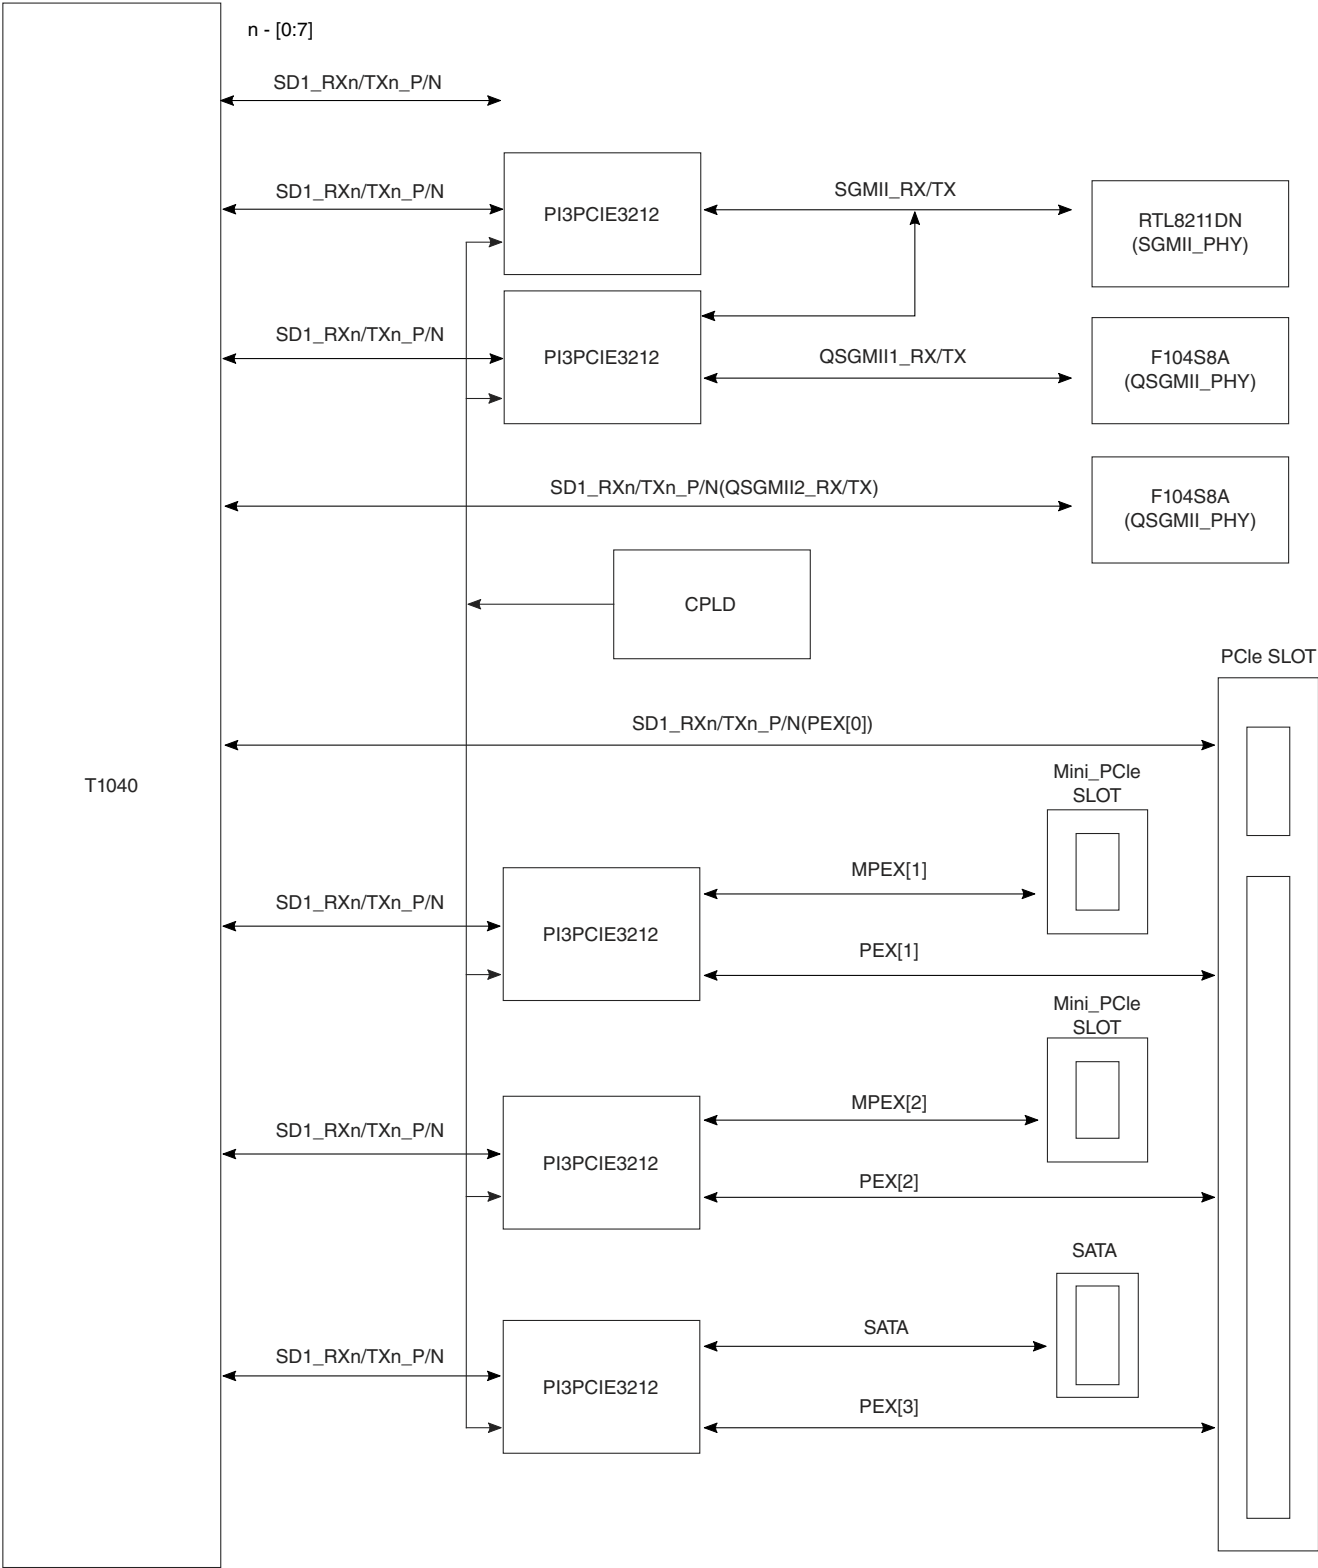 n - [0:7]
SD1_RXn/TXn_P/N
SD1_RXn/TXn_P/N
PI3PCIE3212
SGMII_RX/TX
RTL8211DN
(SGMII_PHY)
SD1_RXn/TXn_P/N
PI3PCIE3212
QSGMII1_RX/TX
F104S8A
(QSGMII_PHY)
SD1_RXn/TXn_P/N(QSGMII2_RX/TX)
F104S8A
(QSGMII_PHY)
CPLD
PCIe SLOT
SD1_RXn/TXn_P/N(PEX[0])
T1040
Mini_PCIe
SLOT
MPEX[1]
SD1_RXn/TXn_P/N
PI3PCIE3212
PEX[1]
Mini_PCIe
SLOT
MPEX[2]
SD1_RXn/TXn_P/N
PI3PCIE3212
PEX[2]
SATA
SATA
SD1_RXn/TXn_P/N
PI3PCIE3212
PEX[3]